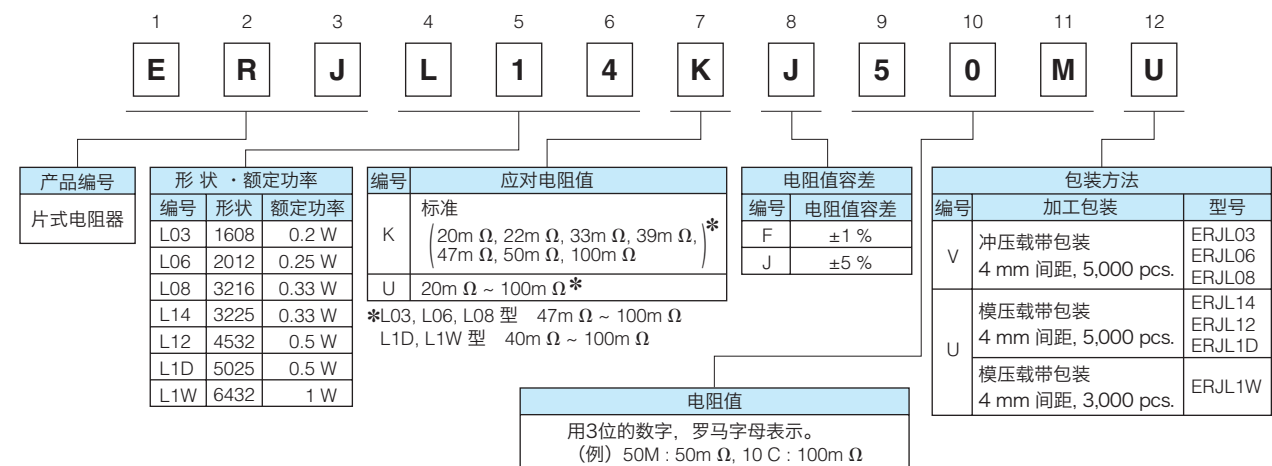 1 2 3 4 5 6 7 8 9 10 11 12
E R J L 1 4 K J 5 0 M U
产品编号
片式电阻器
形 状 ・额定功率
编号 形状 额定功率
L03 1608 0.2 W
L06 2012 0.25 W
L08 3216 0.33 W
L14 3225 0.33 W
L12 4532 0.5 W
L1D 5025 0.5 W
L1W 6432 1 W
编号 应对电阻值
K 标准
(20m Ω, 22m Ω, 33m Ω, 39m Ω,
47m Ω, 50m Ω, 100m Ω)*
U 20m Ω ~ 100m Ω*
*L03, L06, L08 型 47m Ω ~ 100m Ω
L1D, L1W 型 40m Ω ~ 100m Ω
电阻值容差
编号 电阻值容差
F ±1 %
J ±5 %
电阻值
用3位的数字，罗马字母表示。
（例）50M : 50m Ω, 10 C : 100m Ω
包装方法
编号 加工包装 型号
V 冲压载带包装
4 mm 间距, 5,000 pcs.
ERJL03
ERJL06
ERJL08
U 模压载带包装
4 mm 间距, 5,000 pcs.
ERJL14
ERJL12
ERJL1D
模压载带包装
4 mm 间距, 3,000 pcs.
ERJL1W